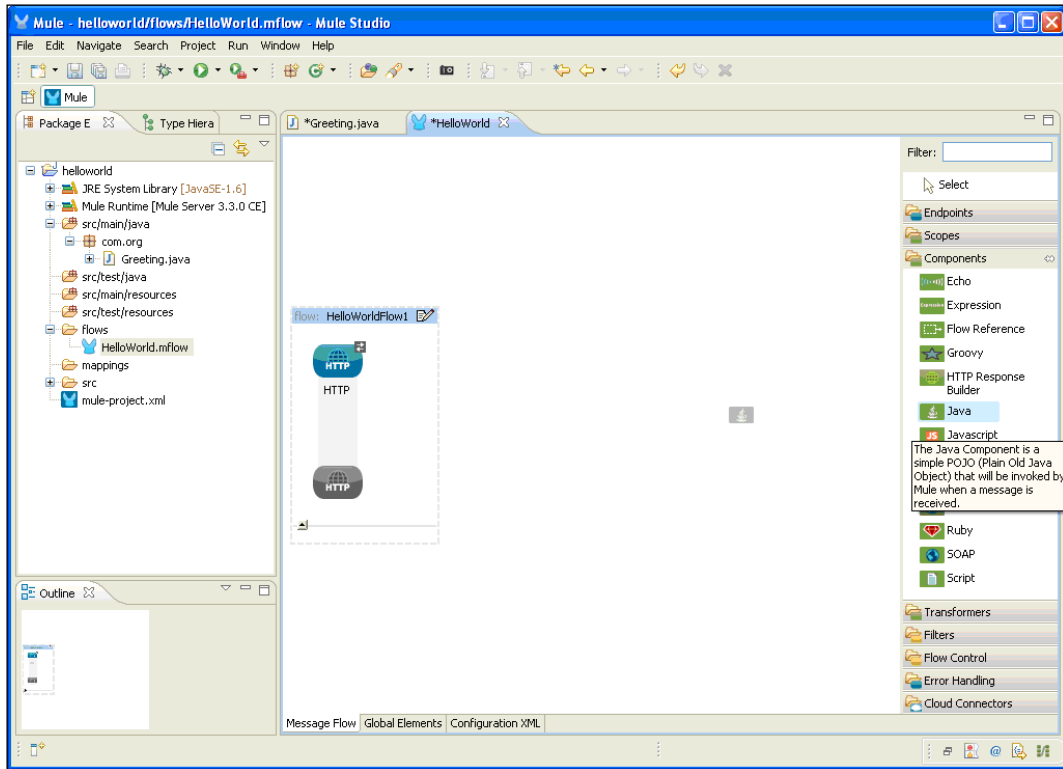 Mule - helloworld/flows/HelloWorld.mflow - Mule Studio
File Edit Navigate Search Project Run Window Help
Mule
Package E
Type Hiera
*Greeting.java
*HelloWorld
helloworld
JRE System Library [JavaSE-1.6]
Mule Runtime [Mule Server 3.3.0 CE]
src/main/java
com.org
Greeting.java
src/test/java
src/main/resources
src/test/resources
flows
HelloWorld.mflow
mappings
src
mule-project.xml
Outline
flow: HelloWorldFlow1
HTTP
HTTP
HTTP
Message Flow
Global Elements
Configuration XML
Filter:
Select
Endpoints
Scopes
Components
Echo
Expression
Flow Reference
Groovy
HTTP Response
Builder
Java
JS Javascript
The Java Component is a
simple POJO (Plain Old Java
Object) that will be invoked by
Mule when a message is
received.
Ruby
SOAP
Script
Transformers
Filters
Flow Control
Error Handling
Cloud Connectors